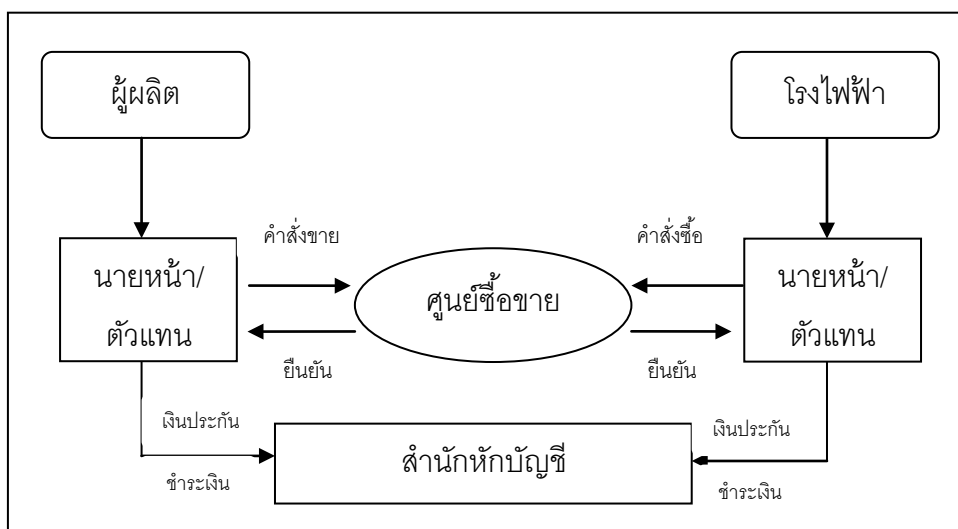 ผู้ผลิต
โรงไฟฟ้า
คำสั่งขาย
คำสั่งซื้อ
นายหน้า/
ตัวแทน
ศูนย์ซื้อขาย
นายหน้า/
ตัวแทน
ยืนยัน
ยืนยัน
เงินประกัน
เงินประกัน
สำนักหักบัญชี
ชำระเงิน
ชำระเงิน